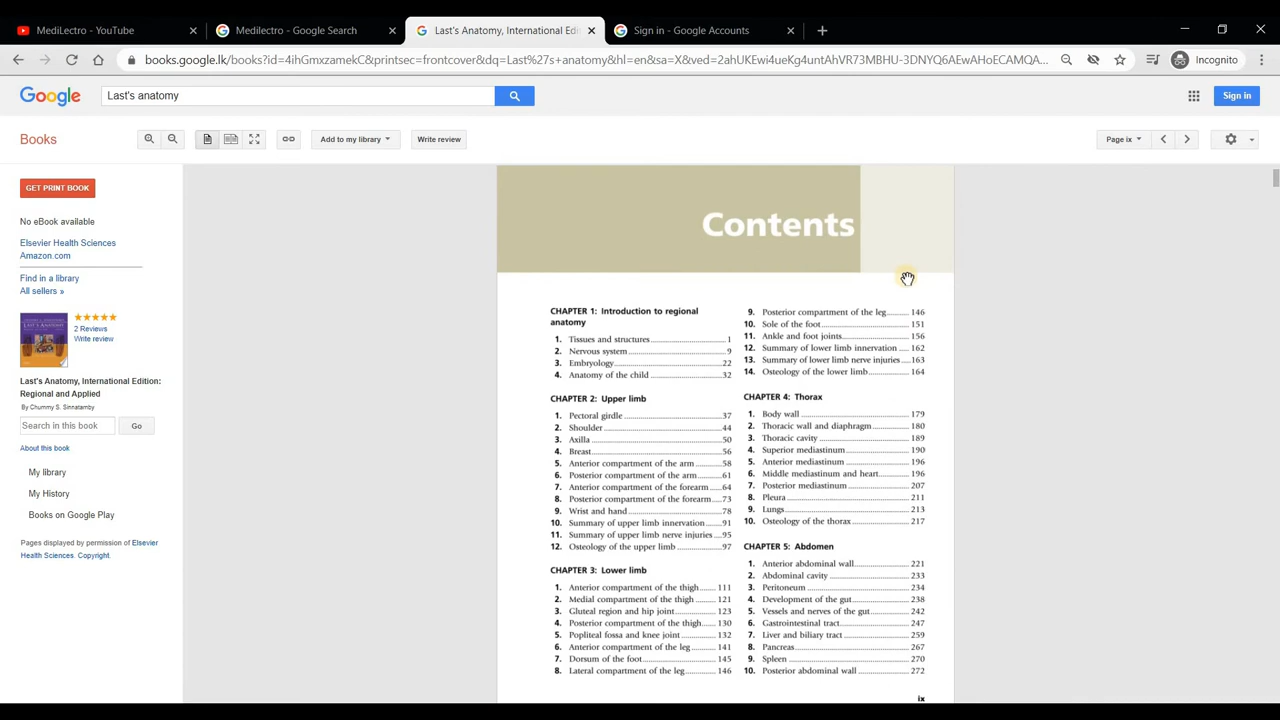 MediLectro - YouTube
Medilectro - Google Search
Last's Anatomy, International Edi
Sign in - Google Accounts
books.google.lk/books?id=4ihGmxzamekC&printsec=frontcover&dq=Last%27s+anatomy&hl=en&sa=X&ved=2ahUKEwi4ueKg4untAhVR73MBHU-3DNYQ6AEwAHoECAMQA...
Incognito
Google
Last's anatomy
Sign in
Books
Add to my library
Write review
Page ix
GET PRINT BOOK
No eBook available
Elsevier Health Sciences
Amazon.com
Find in a library
All sellers »
2 Reviews
Write review
Last's Anatomy, International Edition:
Regional and Applied
By Chummy S. Sinnatamby
Search in this book
Go
About this book
My library
My History
Books on Google Play
Pages displayed by permission of Elsevier
Health Sciences. Copyright.
Contents
CHAPTER 1: Introduction to regional
anatomy
1. Tissues and structures 1
2. Nervous system 9
3. Embryology 22
4. Anatomy of the child 32
CHAPTER 2: Upper limb
1. Pectoral girdle 37
2. Shoulder 44
3. Axilla 50
4. Breast 56
5. Anterior compartment of the arm 58
6. Posterior compartment of the arm 61
7. Anterior compartment of the forearm 64
8. Posterior compartment of the forearm 73
9. Wrist and hand 78
10. Summary of upper limb innervation 91
11. Summary of upper limb nerve injuries 95
12. Osteology of the upper limb 97
CHAPTER 3: Lower limb
1. Anterior compartment of the thigh 111
2. Medial compartment of the thigh 121
3. Gluteal region and hip joint 123
4. Posterior compartment of the thigh 130
5. Popliteal fossa and knee joint 132
6. Anterior compartment of the leg 141
7. Dorsum of the foot 145
8. Lateral compartment of the leg 146
9. Posterior compartment of the leg 146
10. Sole of the foot 151
11. Ankle and foot joints 156
12. Summary of lower limb innervation 162
13. Summary of lower limb nerve injuries 163
14. Osteology of the lower limb 164
CHAPTER 4: Thorax
1. Body wall 179
2. Thoracic wall and diaphragm 180
3. Thoracic cavity 189
4. Superior mediastinum 190
5. Anterior mediastinum 196
6. Middle mediastinum and heart 196
7. Posterior mediastinum 207
8. Pleura 211
9. Lungs 213
10. Osteology of the thorax 217
CHAPTER 5: Abdomen
1. Anterior abdominal wall 221
2. Abdominal cavity 233
3. Peritoneum 234
4. Development of the gut 238
5. Vessels and nerves of the gut 242
6. Gastrointestinal tract 247
7. Liver and biliary tract 259
8. Pancreas 267
9. Spleen 270
10. Posterior abdominal wall 272
ix